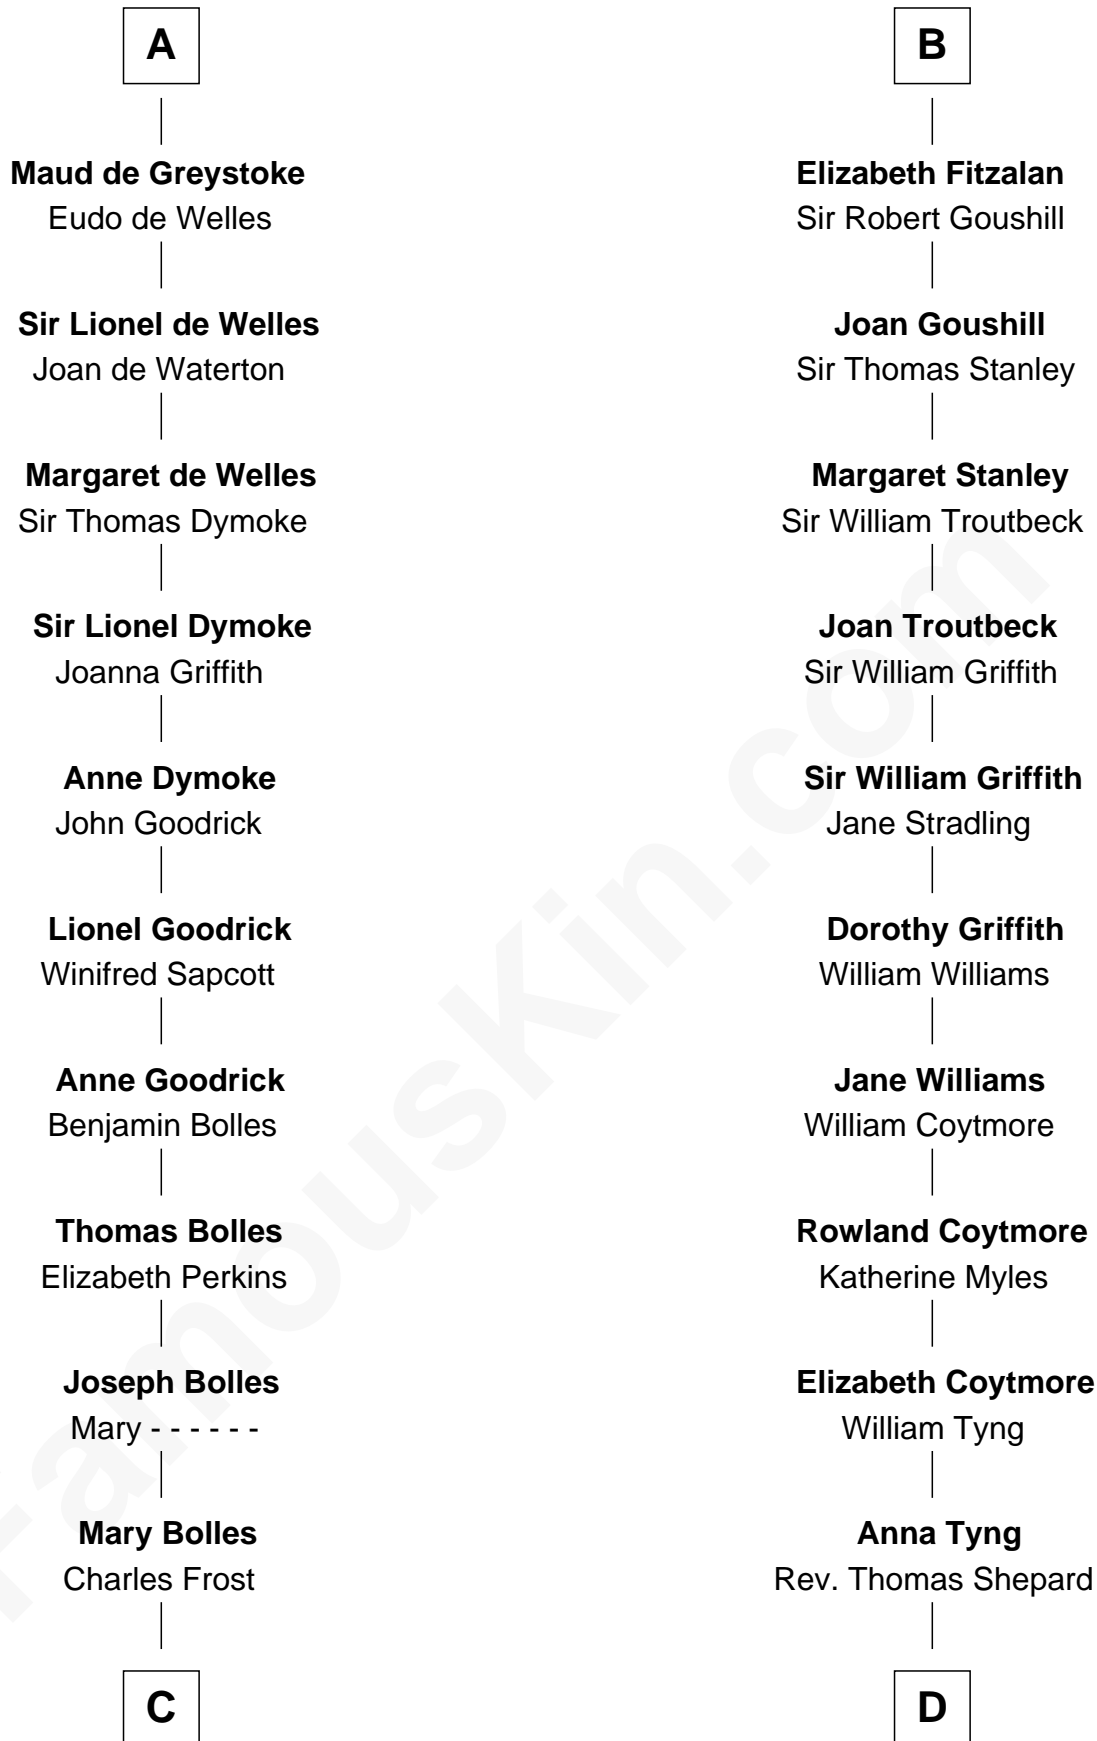 A
Maud de Greystoke
Eudo de Welles
Sir Lionel de Welles
Joan de Waterton
Margaret de Welles
Sir Thomas Dymoke
Sir Lionel Dymoke
Joanna Griffith
Anne Dymoke
John Goodrick
Lionel Goodrick
Winifred Sapcott
Anne Goodrick
Benjamin Bolles
Thomas Bolles
Elizabeth Perkins
Joseph Bolles
Mary - - - - - -
Mary Bolles
Charles Frost
C
B
Elizabeth Fitzalan
Sir Robert Goushill
Joan Goushill
Sir Thomas Stanley
Margaret Stanley
Sir William Troutbeck
Joan Troutbeck
Sir William Griffith
Sir William Griffith
Jane Stradling
Dorothy Griffith
William Williams
Jane Williams
William Coytmore
Rowland Coytmore
Katherine Myles
Elizabeth Coytmore
William Tyng
Anna Tyng
Rev. Thomas Shepard
D
FamousKin.com